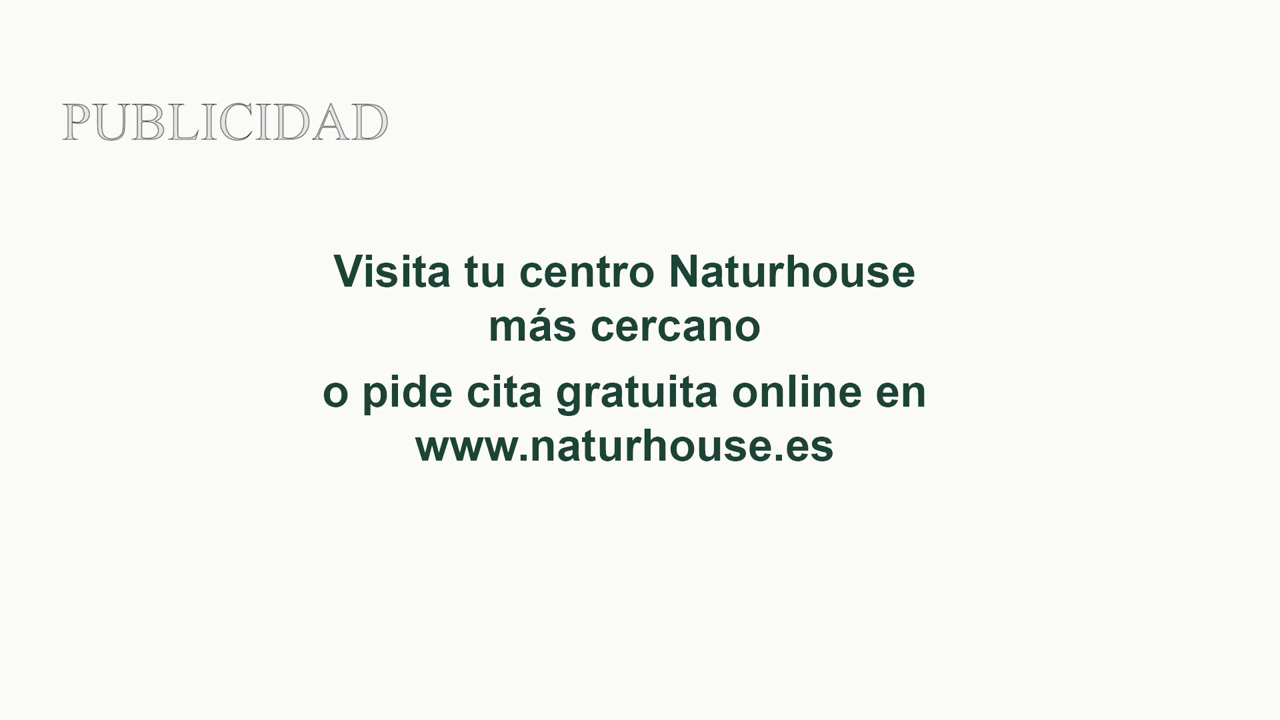 PUBLICIDAD
Visita tu centro Naturhouse
más cercano
o pide cita gratuita online en
www.naturhouse.es